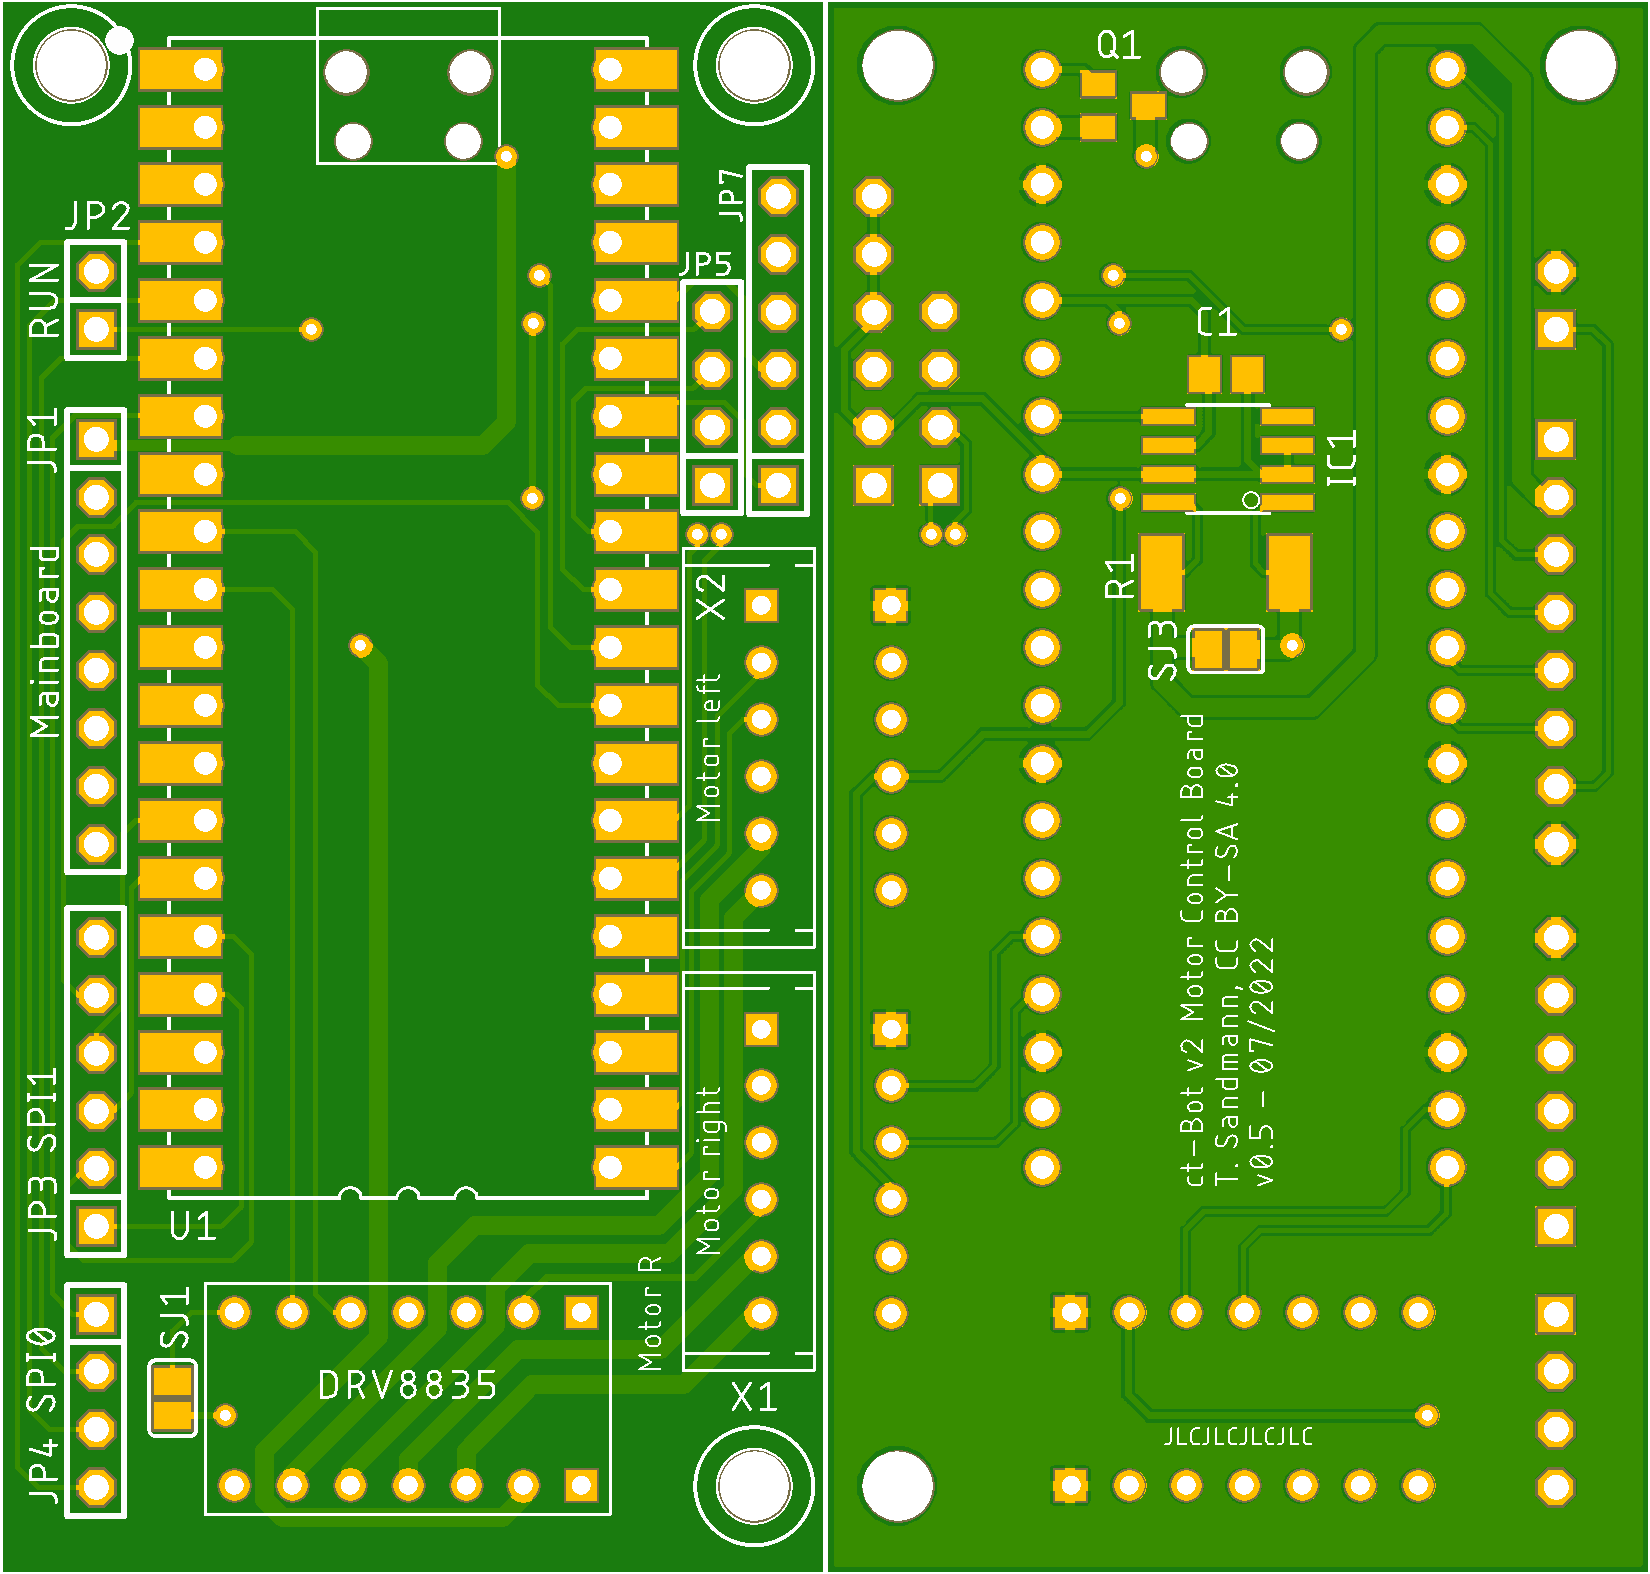 JP2
RUN
JP1
Mainboard
JP7
JP5
X2
Motor left
Motor right
Motor R
X1
JP3 SPI1
U1
SJ1
JP4 SPI0
DRV8835
Q1
C1
IC1
R1
SJ3
ct-Bot v2 Motor Control Board
T. Sandmann, CC BY-SA 4.0
v0.5 - 07/2022
JLCJLCJLCJLC